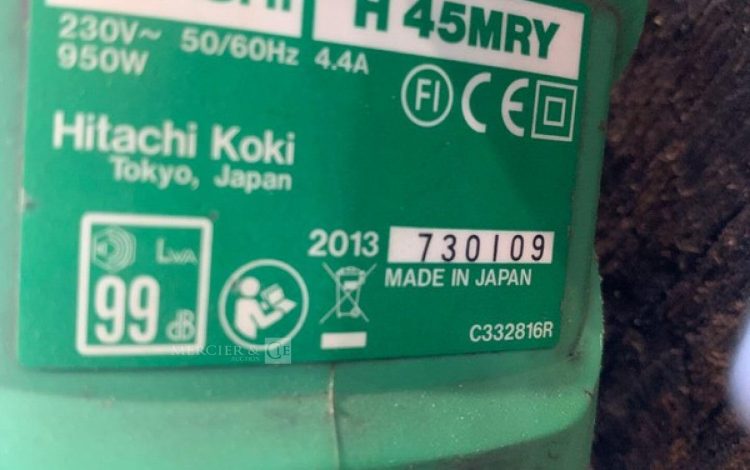 H 45MRY
230V~ 50/60Hz 4.4A
950W
FI CE
Hitachi Koki
Tokyo, Japan
LWA
99 dB
2013 730109
MADE IN JAPAN
C332816R
MERCIER & CIE
AUCTION